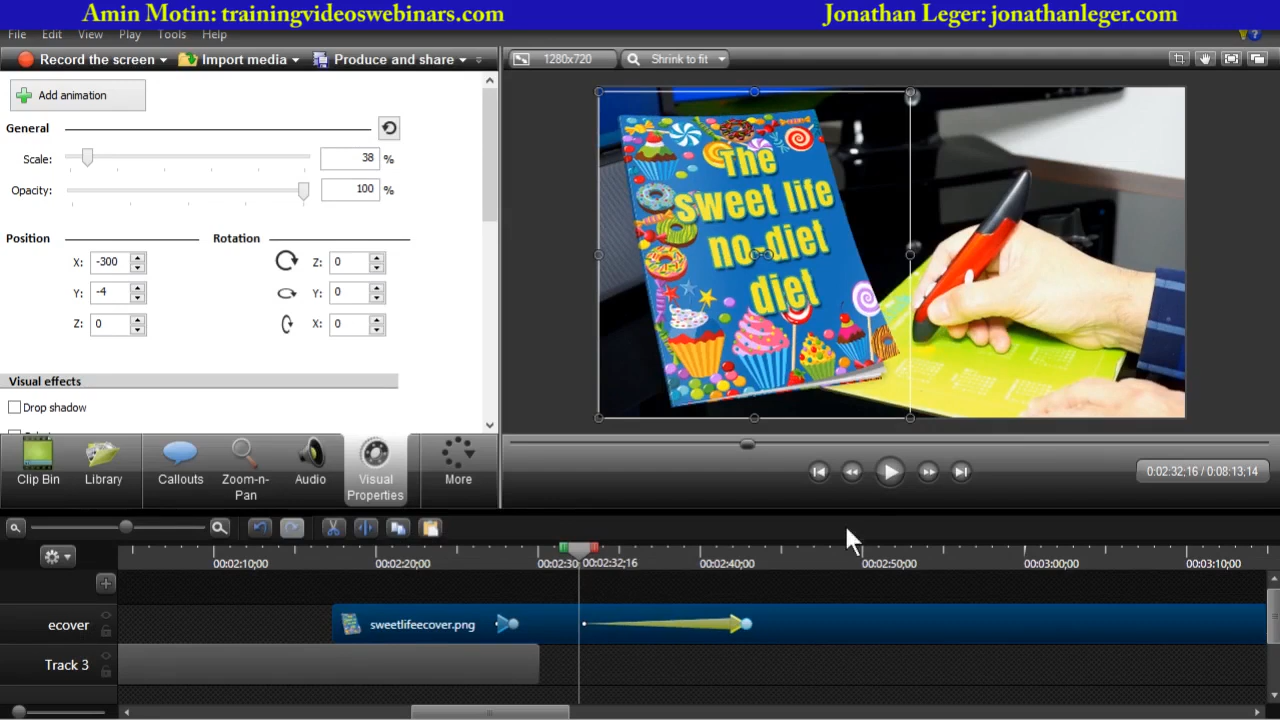 Amin Motin: trainingvideoswebinars.com
Jonathan Leger: jonathanleger.com
File Edit View Play Tools Help
Record the screen Import media Produce and share
1280x720 Shrink to fit
Add animation
General
Scale: 38 %
Opacity: 100 %
Position Rotation
X: -300 Z: 0
Y: -4 Y: 0
Z: 0 X: 0
Visual effects
Drop shadow
The
sweet life
no-diet
diet
Clip Bin Library Callouts Zoom-n-Pan Audio Visual Properties More
0:02:32,16 / 0:08:13,14
00:02:10;00 00:02:20;00 00:02:30 00:02:32;16 00:02:40;00 00:02:50;00 00:03:00;00 00:03:10;00
ecover sweetlifeecover.png
Track 3